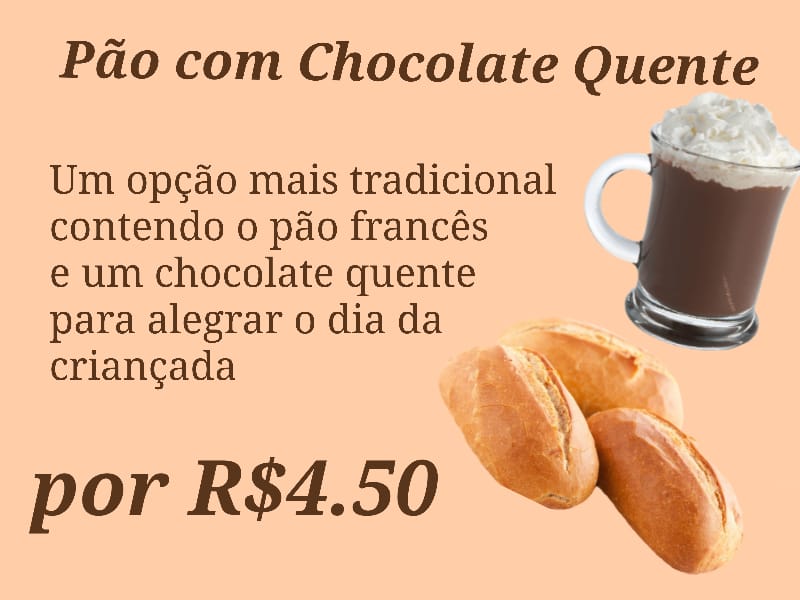 Pão com Chocolate Quente
Um opção mais tradicional
contendo o pão francês
e um chocolate quente
para alegrar o dia da
criançada
por R$4.50